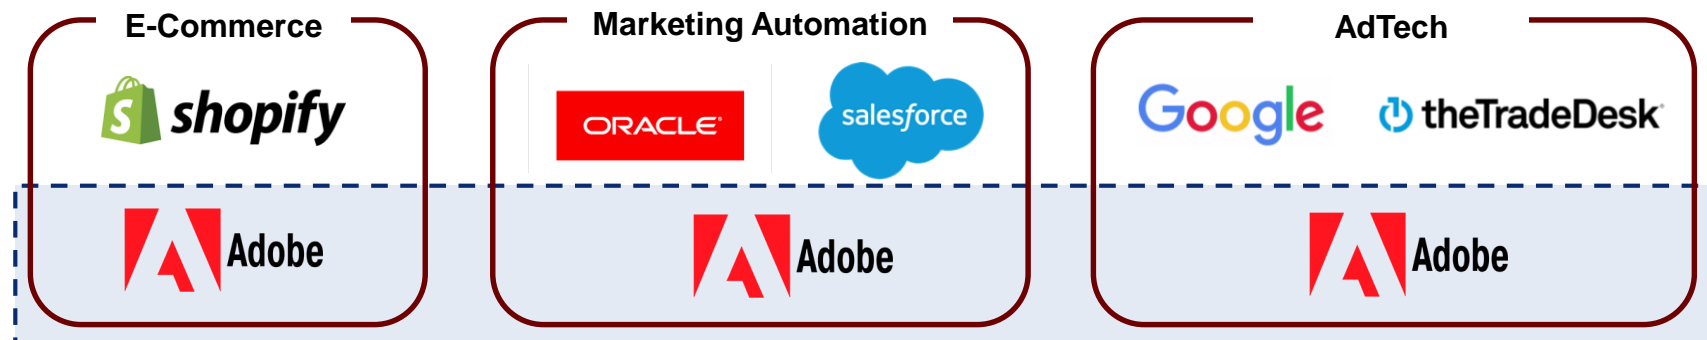 E-Commerce
Marketing Automation
AdTech
shopify
ORACLE
salesforce
Google
theTradeDesk
Adobe
Adobe
Adobe